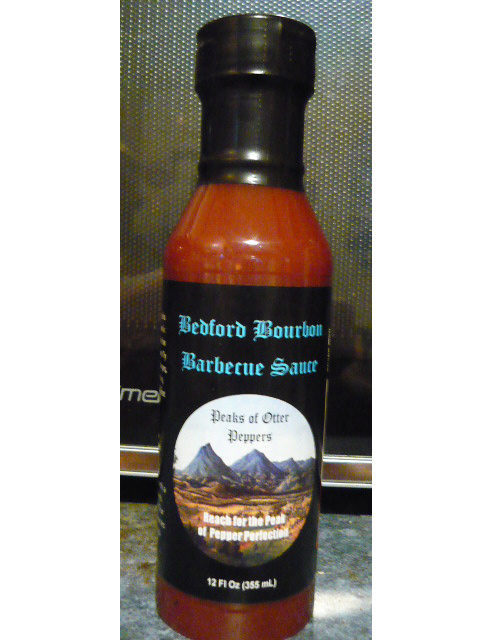 Bedford Bourbon
Barbecue Sauce
Peaks of Otter
Peppers
Reach for the Peak
of Pepper Perfection
12 Fl Oz (355 mL)